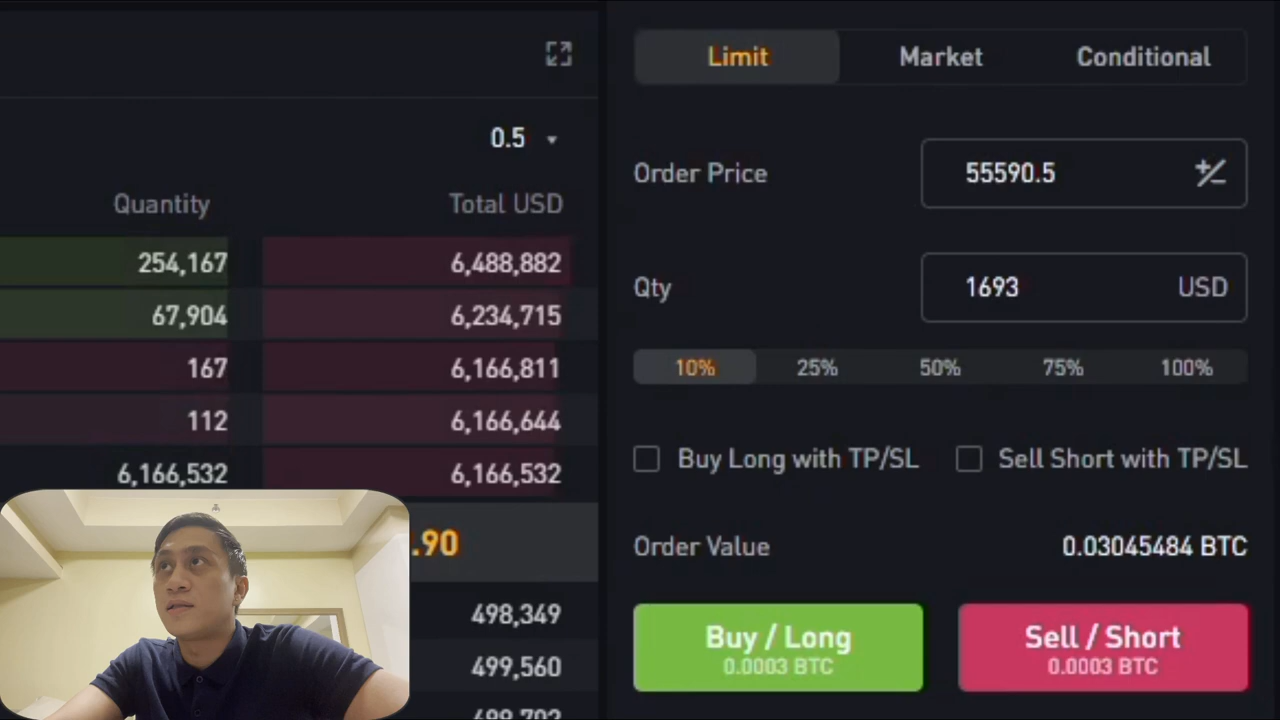 Limit Market Conditional
0.5
Order Price 55590.5
Quantity Total USD
254,167 6,488,882
Qty 1693 USD
67,904 6,234,715
167 6,166,811
10% 25% 50% 75% 100%
112 6,166,644
6,166,532 6,166,532
Buy Long with TP/SL Sell Short with TP/SL
.90
Order Value 0.03045484 BTC
498,349
499,560
Buy / Long
0.0003 BTC
Sell / Short
0.0003 BTC